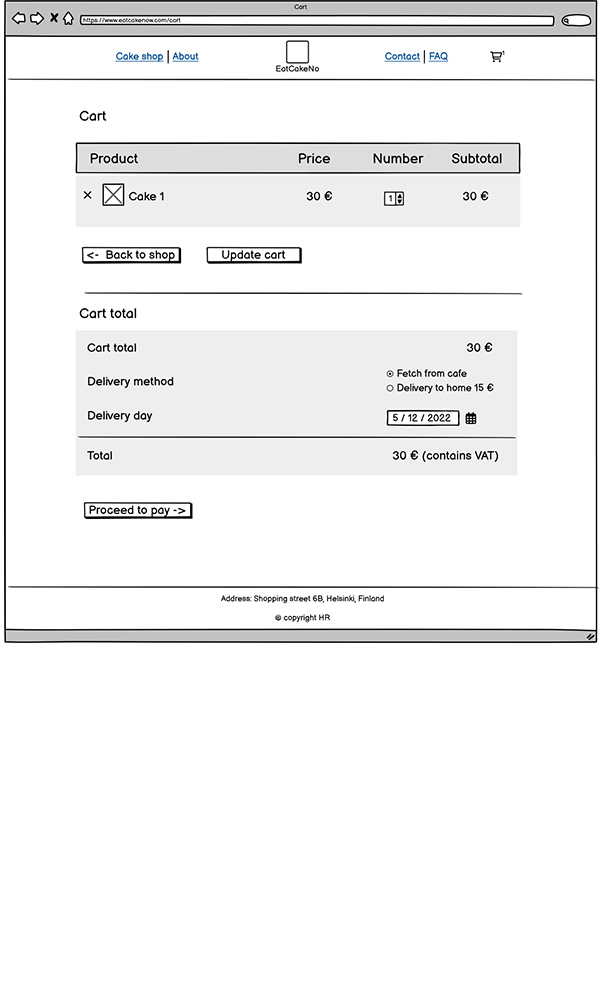 Cart
https://www.eatcakenow.com/cart
Cake shop | About
EatCakeNo
Contact | FAQ
1
Cart
Product Price Number Subtotal
× Cake 1 30 € 1 30 €
<- Back to shop Update cart
Cart total
Cart total 30 €
Delivery method
Fetch from cafe
Delivery to home 15 €
Delivery day 5 / 12 / 2022
Total 30 € (contains VAT)
Proceed to pay ->
Address: Shopping street 6B, Helsinki, Finland
© copyright HR